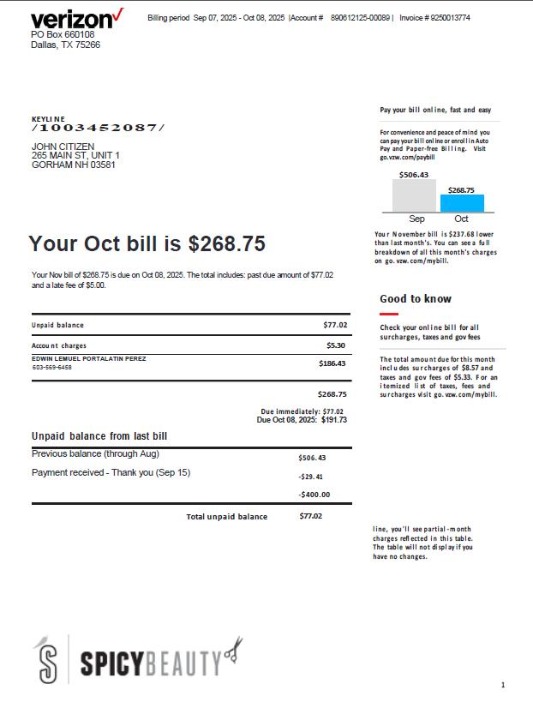 verizon
Billing period Sep 07, 2025 - Oct 08, 2025 |Account # 890612125-00089 | Invoice # 9250013774
PO Box 660108
Dallas, TX 75266
KEYLINE
/1003452087/
JOHN CITIZEN
265 MAIN ST, UNIT 1
GORHAM NH 03581
Pay your bill online, fast and easy
For convenience and peace of mind you
can pay your bill online or enroll in Auto
Pay and Paper-free Billing. Visit
go.vzw.com/paybill
$506.43
$268.75
Sep
Oct
Your November bill is $237.68 lower
than last month's. You can see a full
breakdown of all this month's charges
on go.vzw.com/mybill.
Your Oct bill is $268.75
Your Nov bill of $268.75 is due on Oct 08, 2025. The total includes: past due amount of $77.02
and a late fee of $5.00.
Good to know
Check your online bill for all
surcharges, taxes and gov fees
The total amount due for this month
includes surcharges of $8.57 and
taxes and gov fees of $5.33. For an
itemized list of taxes, fees and
surcharges visit go.vzw.com/mybill.
Unpaid balance $77.02
Account charges $5.30
EDWIN LEMUEL PORTALATIN PEREZ
603-569-6468 $186.43
$268.75
Due immediately: $77.02
Due Oct 08, 2025: $191.73
Unpaid balance from last bill
Previous balance (through Aug) $506.43
Payment received - Thank you (Sep 15) -$29.41
-$400.00
Total unpaid balance $77.02
line, you'll see partial-month
charges reflected in this table.
The table will not display if you
have no changes.
SPICYBEAUTY
1